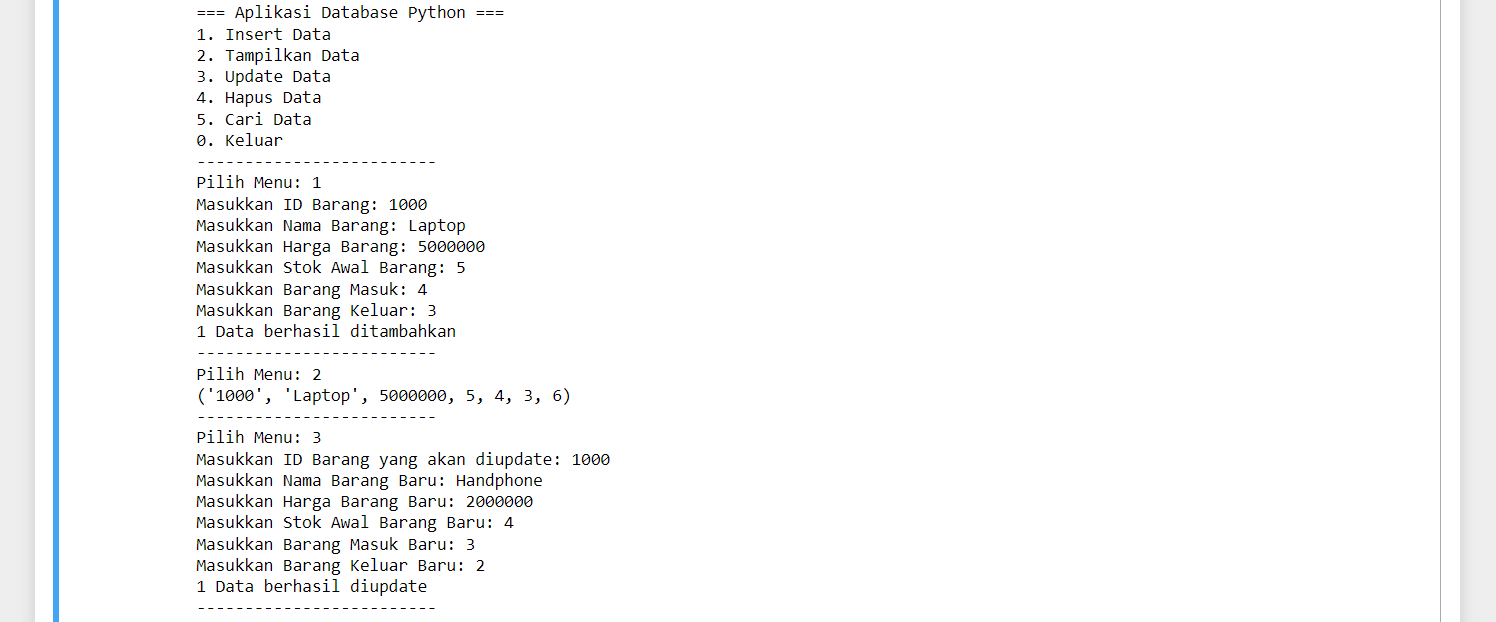 === Aplikasi Database Python ===
1. Insert Data
2. Tampilkan Data
3. Update Data
4. Hapus Data
5. Cari Data
0. Keluar
-------------------------
Pilih Menu: 1
Masukkan ID Barang: 1000
Masukkan Nama Barang: Laptop
Masukkan Harga Barang: 5000000
Masukkan Stok Awal Barang: 5
Masukkan Barang Masuk: 4
Masukkan Barang Keluar: 3
1 Data berhasil ditambahkan
-------------------------
Pilih Menu: 2
('1000', 'Laptop', 5000000, 5, 4, 3, 6)
-------------------------
Pilih Menu: 3
Masukkan ID Barang yang akan diupdate: 1000
Masukkan Nama Barang Baru: Handphone
Masukkan Harga Barang Baru: 2000000
Masukkan Stok Awal Barang Baru: 4
Masukkan Barang Masuk Baru: 3
Masukkan Barang Keluar Baru: 2
1 Data berhasil diupdate
-------------------------